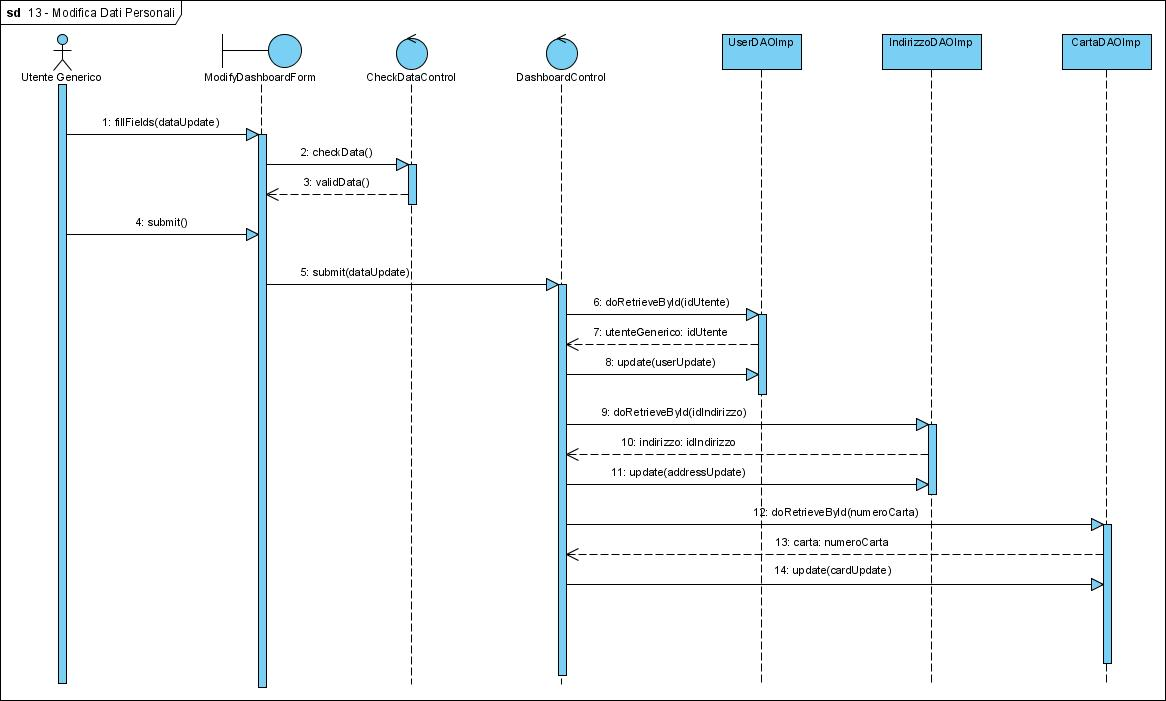 sd 13 - Modifica Dati Personali
Utente Generico
ModifyDashboardForm
CheckDataControl
DashboardControl
UserDAOImp
IndirizzoDAOImp
CartaDAOImp
1: fillFields(dataUpdate)
2: checkData()
3: validData()
4: submit()
5: submit(dataUpdate)
6: doRetrieveById(idUtente)
7: utenteGenerico: idUtente
8: update(userUpdate)
9: doRetrieveById(idIndirizzo)
10: indirizzo: idIndirizzo
11: update(addressUpdate)
12: doRetrieveById(numeroCarta)
13: carta: numeroCarta
14: update(cardUpdate)